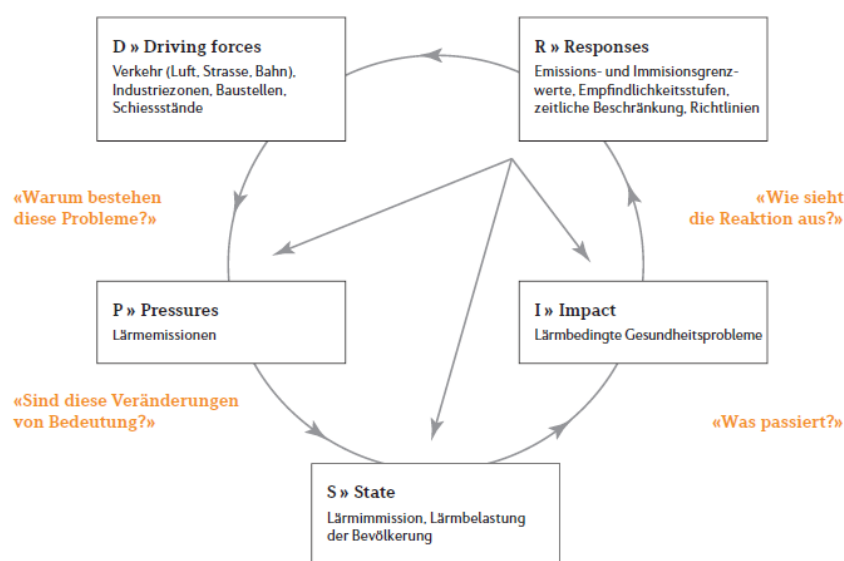 D » Driving forces
Verkehr (Luft, Strasse, Bahn),
Industriezonen, Baustellen,
Schiessstände
R » Responses
Emissions- und Immisionsgrenz-
werte, Empfindlichkeitsstufen,
zeitliche Beschränkung, Richtlinien
«Warum bestehen
diese Probleme?»
«Wie sieht
die Reaktion aus?»
P » Pressures
Lärmemissionen
I » Impact
Lärmbedingte Gesundheitsprobleme
«Sind diese Veränderungen
von Bedeutung?»
«Was passiert?»
S » State
Lärmimmission, Lärmbelastung
der Bevölkerung